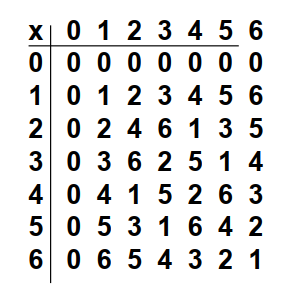 x 0 1 2 3 4 5 6
0 0 0 0 0 0 0 0
1 0 1 2 3 4 5 6
2 0 2 4 6 1 3 5
3 0 3 6 2 5 1 4
4 0 4 1 5 2 6 3
5 0 5 3 1 6 4 2
6 0 6 5 4 3 2 1